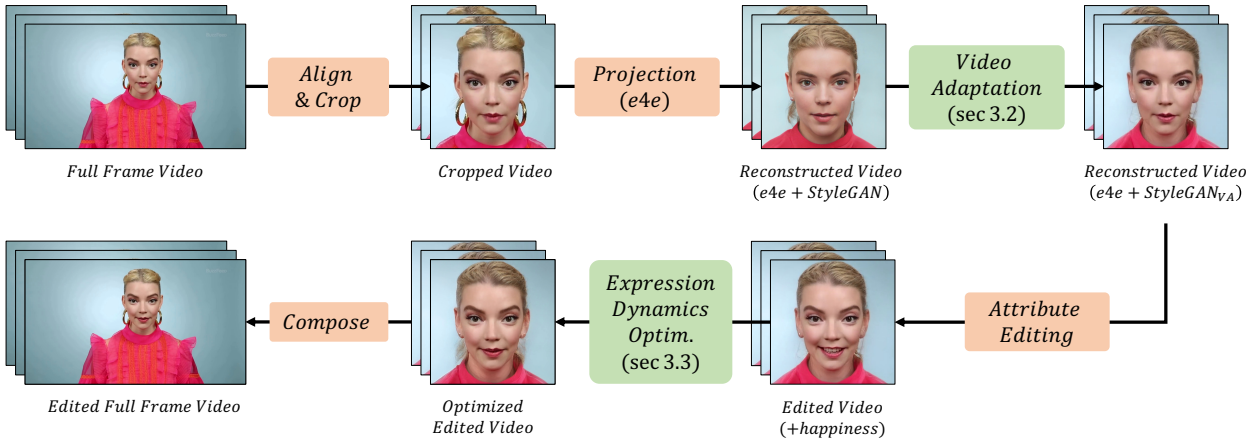 Align
& Crop
Projection
(e4e)
Video
Adaptation
(sec 3.2)
Full Frame Video
Cropped Video
Reconstructed Video
(e4e + StyleGAN)
Reconstructed Video
(e4e + StyleGAN_VA)
Compose
Expression
Dynamics
Optim.
(sec 3.3)
Attribute
Editing
Edited Full Frame Video
Optimized
Edited Video
Edited Video
(+happiness)